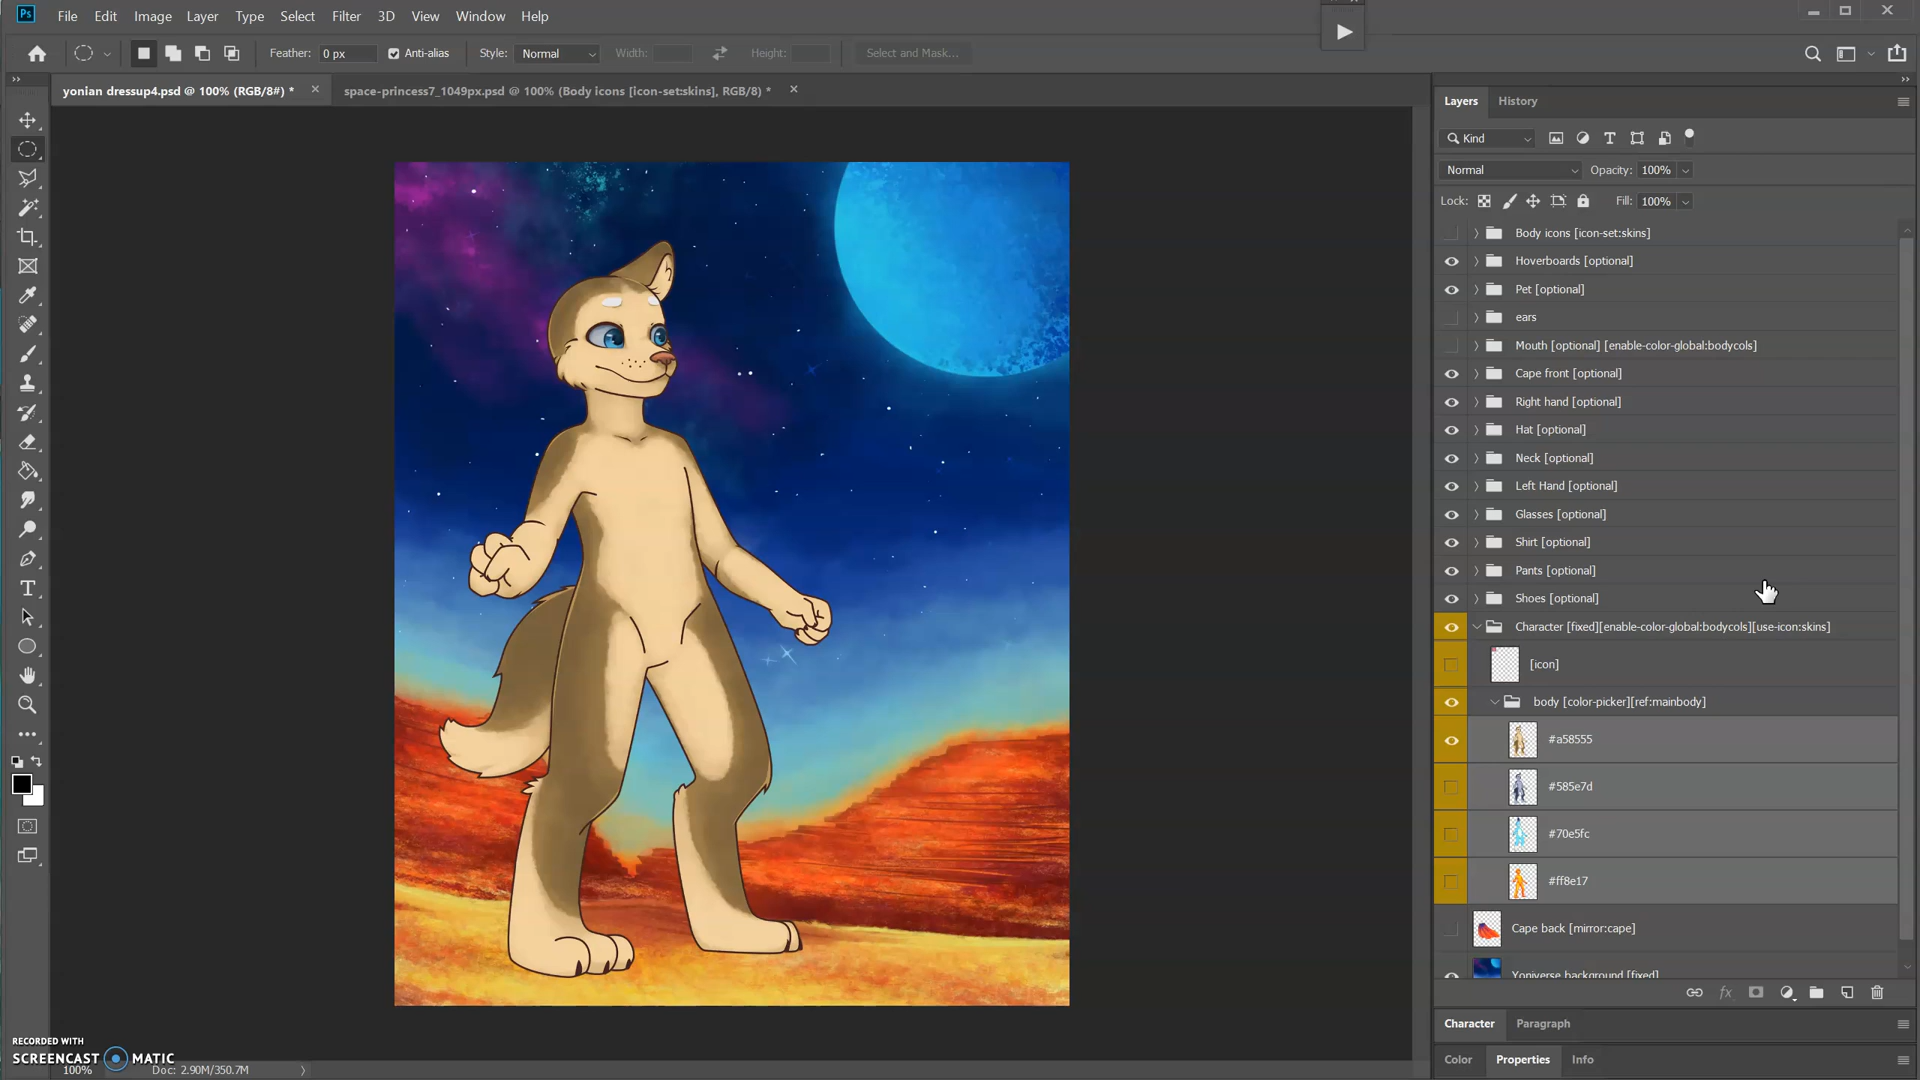 Ps File Edit Image Layer Type Select Filter 3D View Window Help
Feather: 0 px Anti-alias Style: Normal Width: Height: Select and Mask...
yonian dressup4.psd @ 100% (RGB/8#) * space-princess7_1049px.psd @ 100% (Body icons [icon-set:skins], RGB/8) *
Layers History
Kind
Normal Opacity: 100%
Lock: Fill: 100%
Body icons [icon-set:skins]
Hoverboards [optional]
Pet [optional]
ears
Mouth [optional] [enable-color-global:bodycols]
Cape front [optional]
Right hand [optional]
Hat [optional]
Neck [optional]
Left Hand [optional]
Glasses [optional]
Shirt [optional]
Pants [optional]
Shoes [optional]
Character [fixed][enable-color-global:bodycols][use-icon:skins]
[icon]
body [color-picker][ref:mainbody]
#a58555
#585e7d
#70e5fc
#ff8e17
Cape back [mirror:cape]
Yoniverse background [fixed]
Character Paragraph
Color Properties Info
RECORDED WITH
SCREENCAST MATIC
100% Doc: 2.90M/350.7M